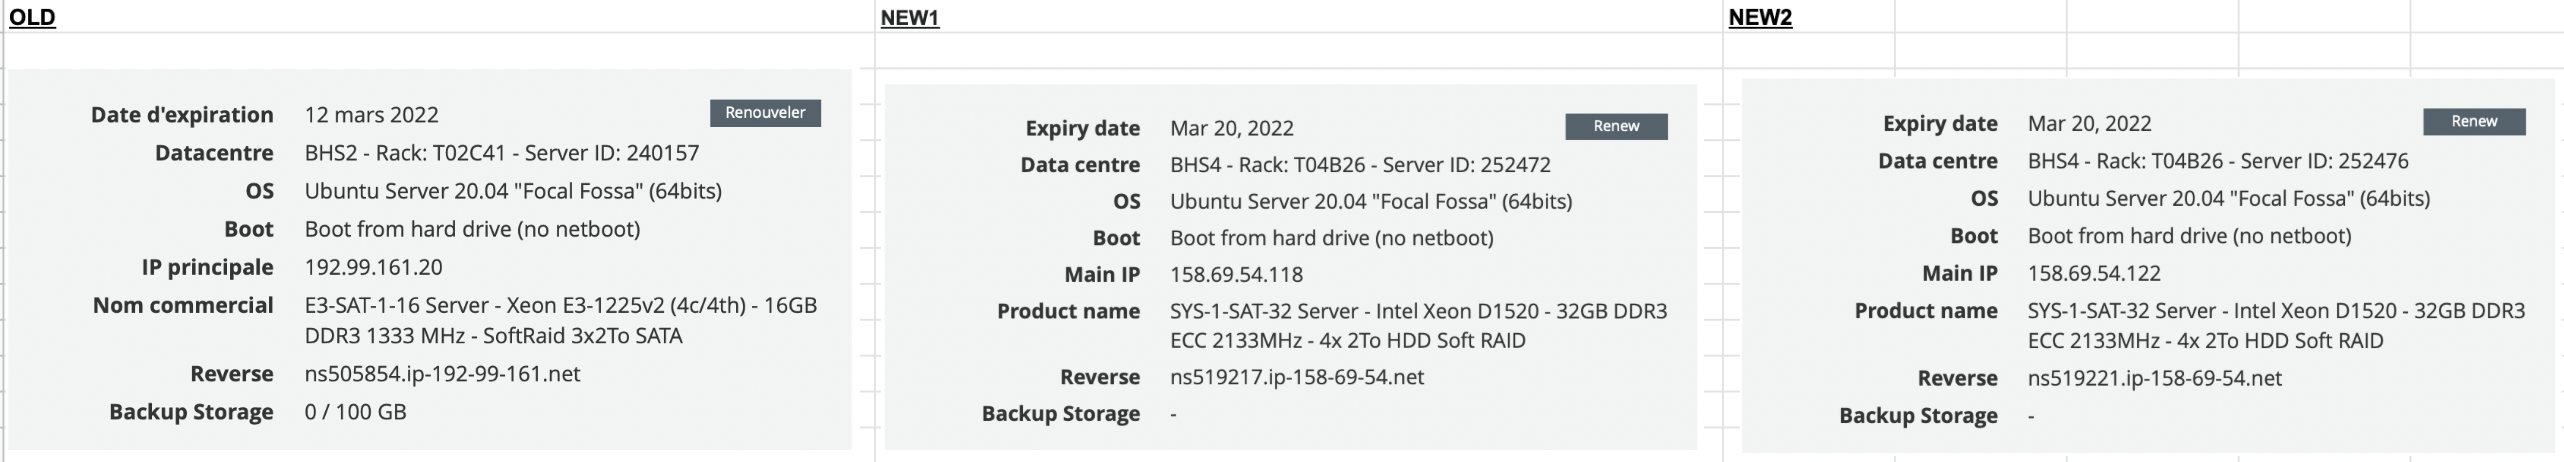 OLD
Date d'expiration 12 mars 2022 Renouveler
Datacentre BHS2 - Rack: T02C41 - Server ID: 240157
OS Ubuntu Server 20.04 "Focal Fossa" (64bits)
Boot Boot from hard drive (no netboot)
IP principale 192.99.161.20
Nom commercial E3-SAT-1-16 Server - Xeon E3-1225v2 (4c/4th) - 16GB
DDR3 1333 MHz - SoftRaid 3x2To SATA
Reverse ns505854.ip-192-99-161.net
Backup Storage 0 / 100 GB
NEW1
Expiry date Mar 20, 2022 Renew
Data centre BHS4 - Rack: T04B26 - Server ID: 252472
OS Ubuntu Server 20.04 "Focal Fossa" (64bits)
Boot Boot from hard drive (no netboot)
Main IP 158.69.54.118
Product name SYS-1-SAT-32 Server - Intel Xeon D1520 - 32GB DDR3
ECC 2133MHz - 4x 2To HDD Soft RAID
Reverse ns519217.ip-158-69-54.net
Backup Storage -
NEW2
Expiry date Mar 20, 2022 Renew
Data centre BHS4 - Rack: T04B26 - Server ID: 252476
OS Ubuntu Server 20.04 "Focal Fossa" (64bits)
Boot Boot from hard drive (no netboot)
Main IP 158.69.54.122
Product name SYS-1-SAT-32 Server - Intel Xeon D1520 - 32GB DDR3
ECC 2133MHz - 4x 2To HDD Soft RAID
Reverse ns519221.ip-158-69-54.net
Backup Storage -